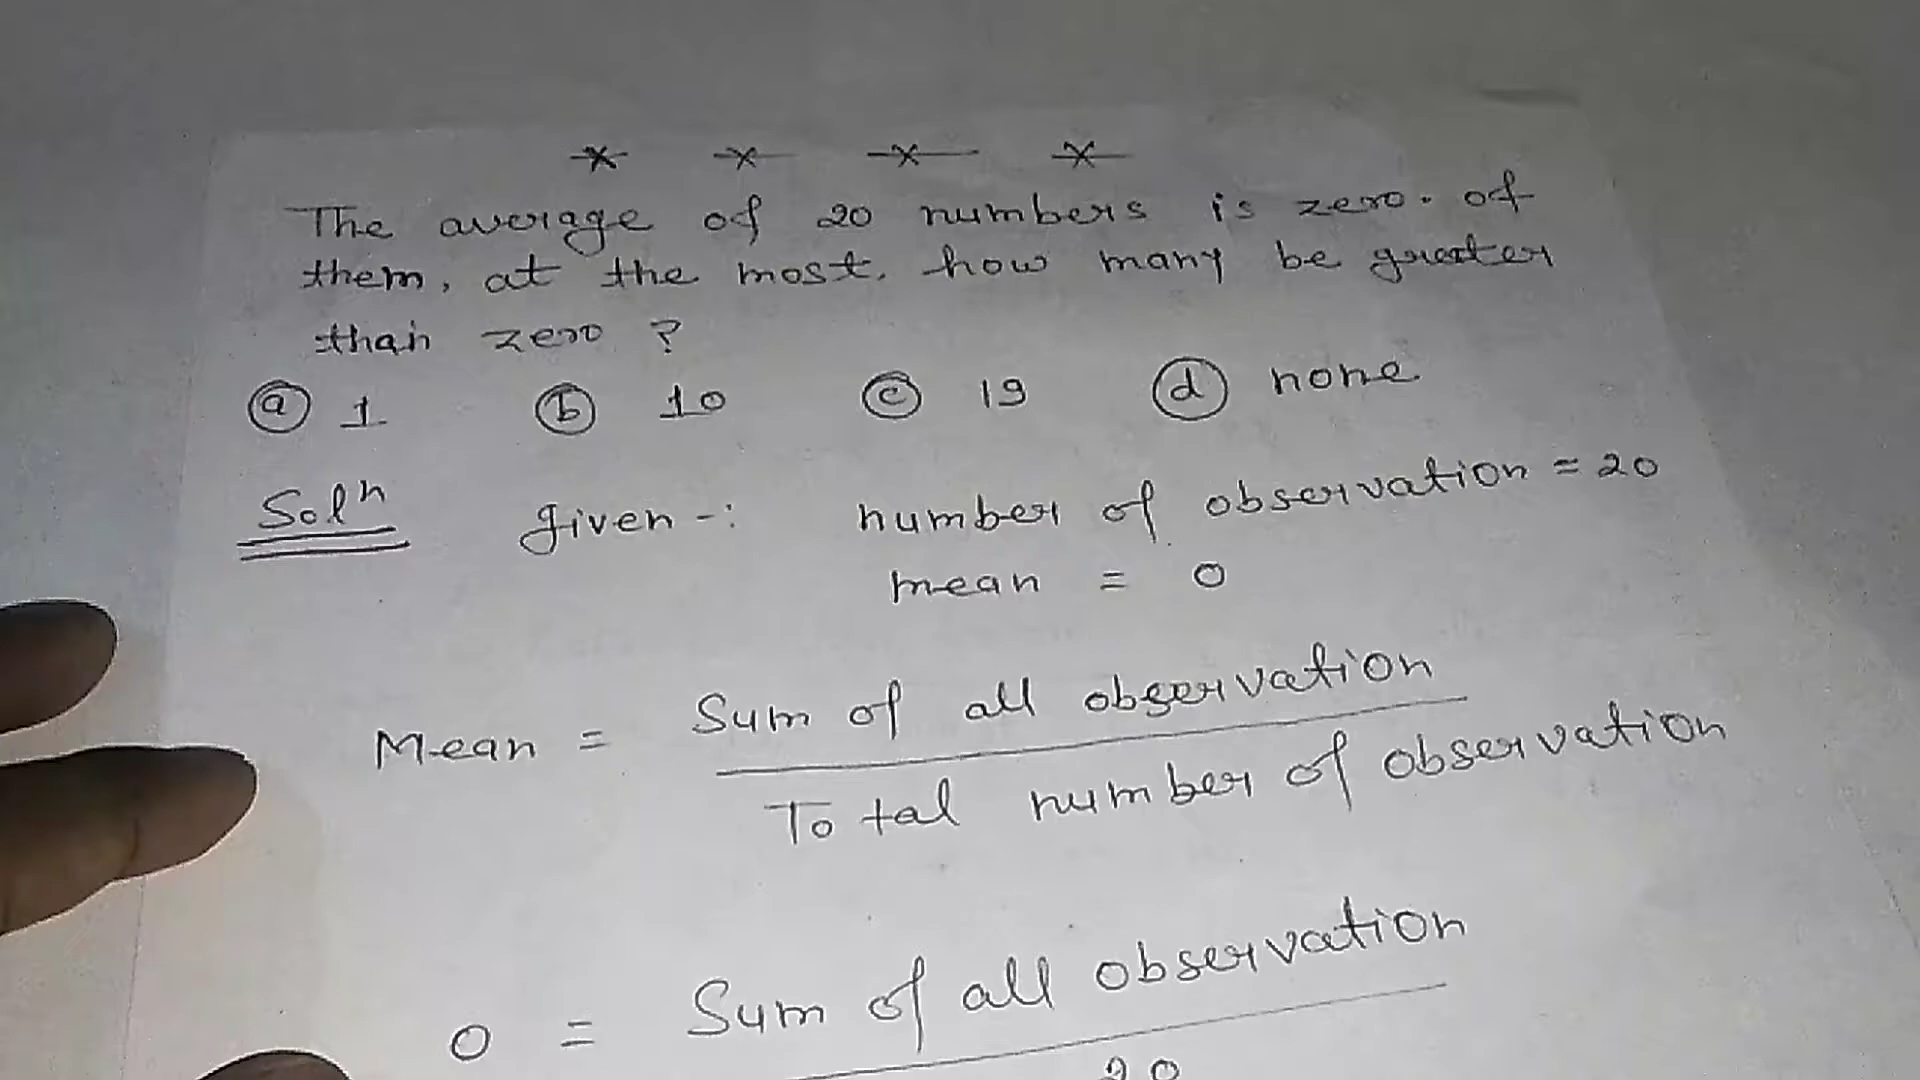 The average of 20 numbers is zero. of
them, at the most, how many be greater
than zero ?
(a) 1 (b) 10 (c) 19 (d) none
Solⁿ given -: number of observation = 20
mean = 0
Mean = Sum of all observation
Total number of observation
0 = Sum of all observation
20